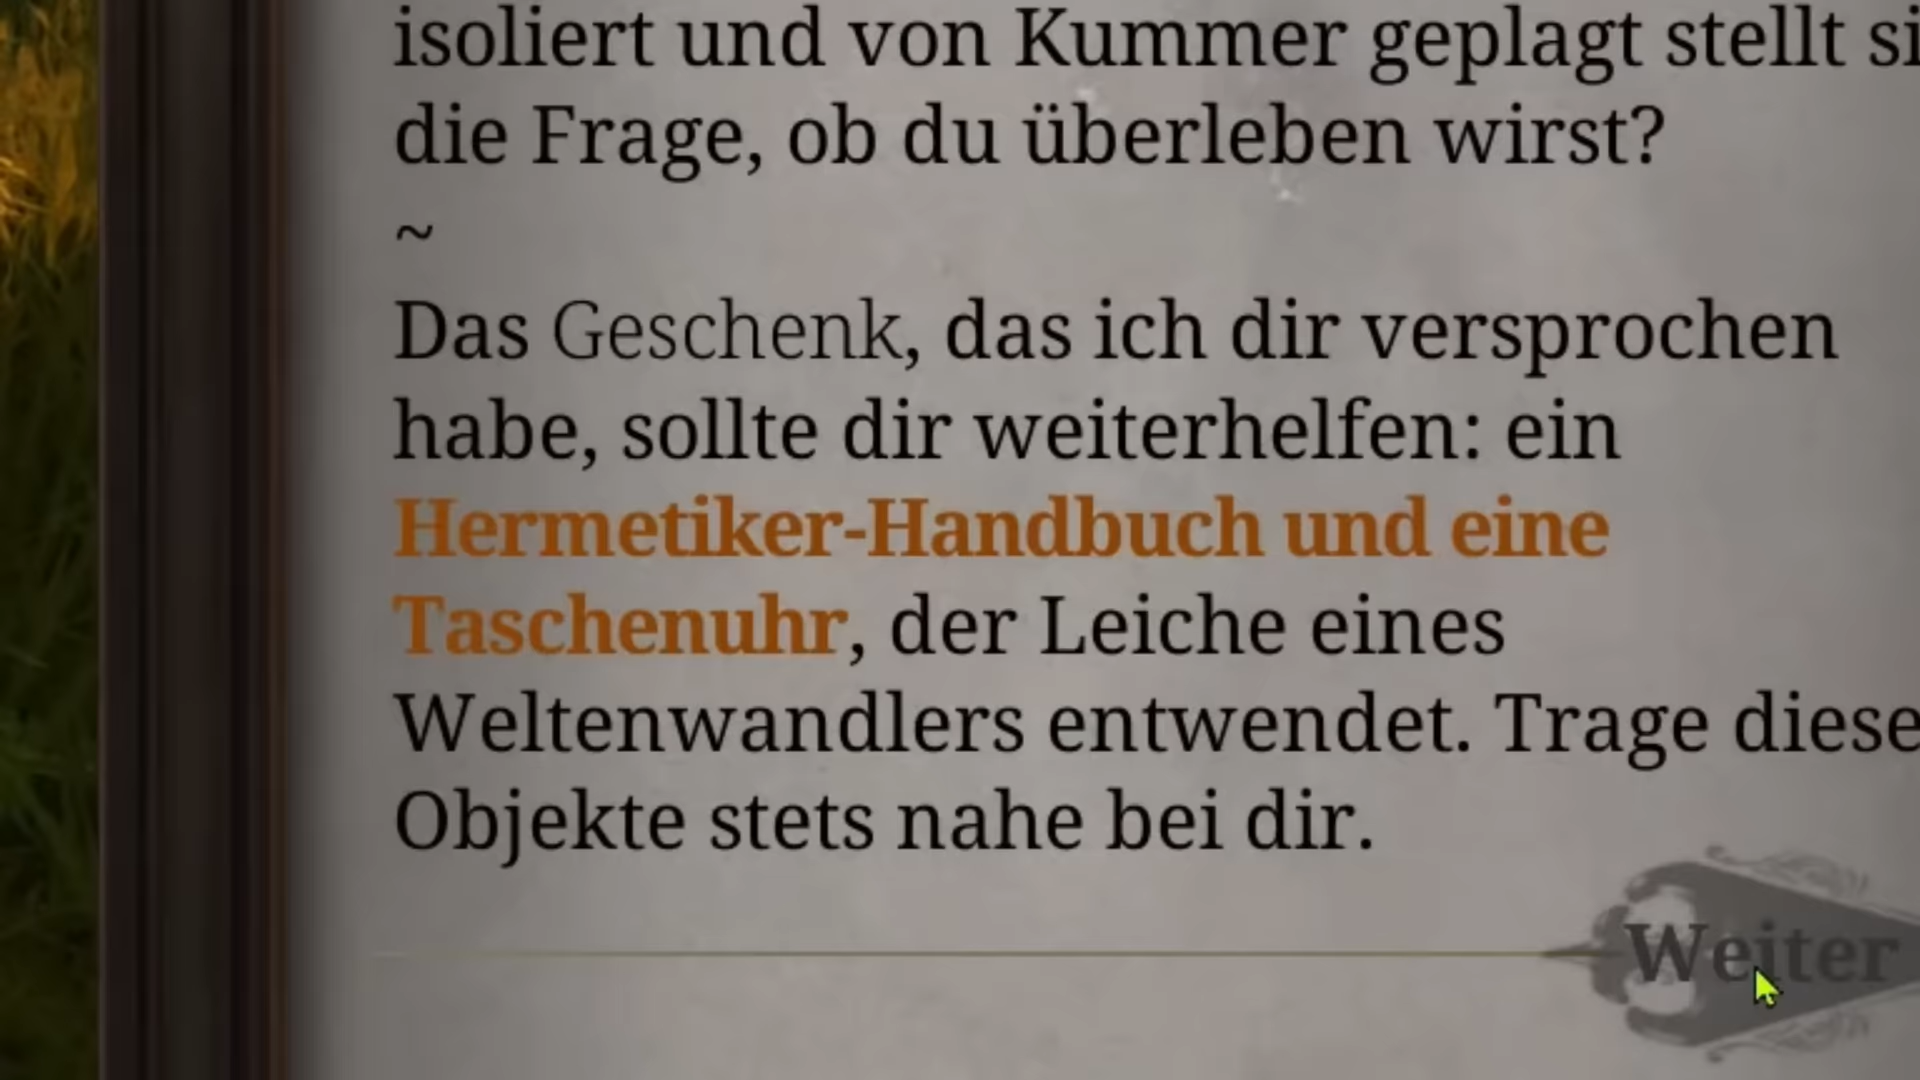 isoliert und von Kummer geplagt stellt si
die Frage, ob du überleben wirst?
~
Das Geschenk, das ich dir versprochen
habe, sollte dir weiterhelfen: ein
Hermetiker-Handbuch und eine
Taschenuhr, der Leiche eines
Weltenwandlers entwendet. Trage diese
Objekte stets nahe bei dir.
Weiter